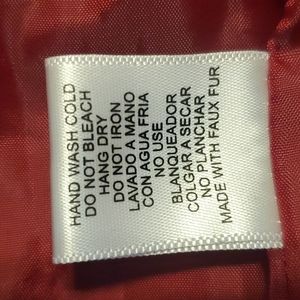 HAND WASH COLD
DO NOT BLEACH
HANG DRY
DO NOT IRON
LAVADO A MANO
CON AGUA FRIA
NO USE
BLANQUEADOR
COLGAR A SECAR
NO PLANCHAR
MADE WITH FAUX FUR